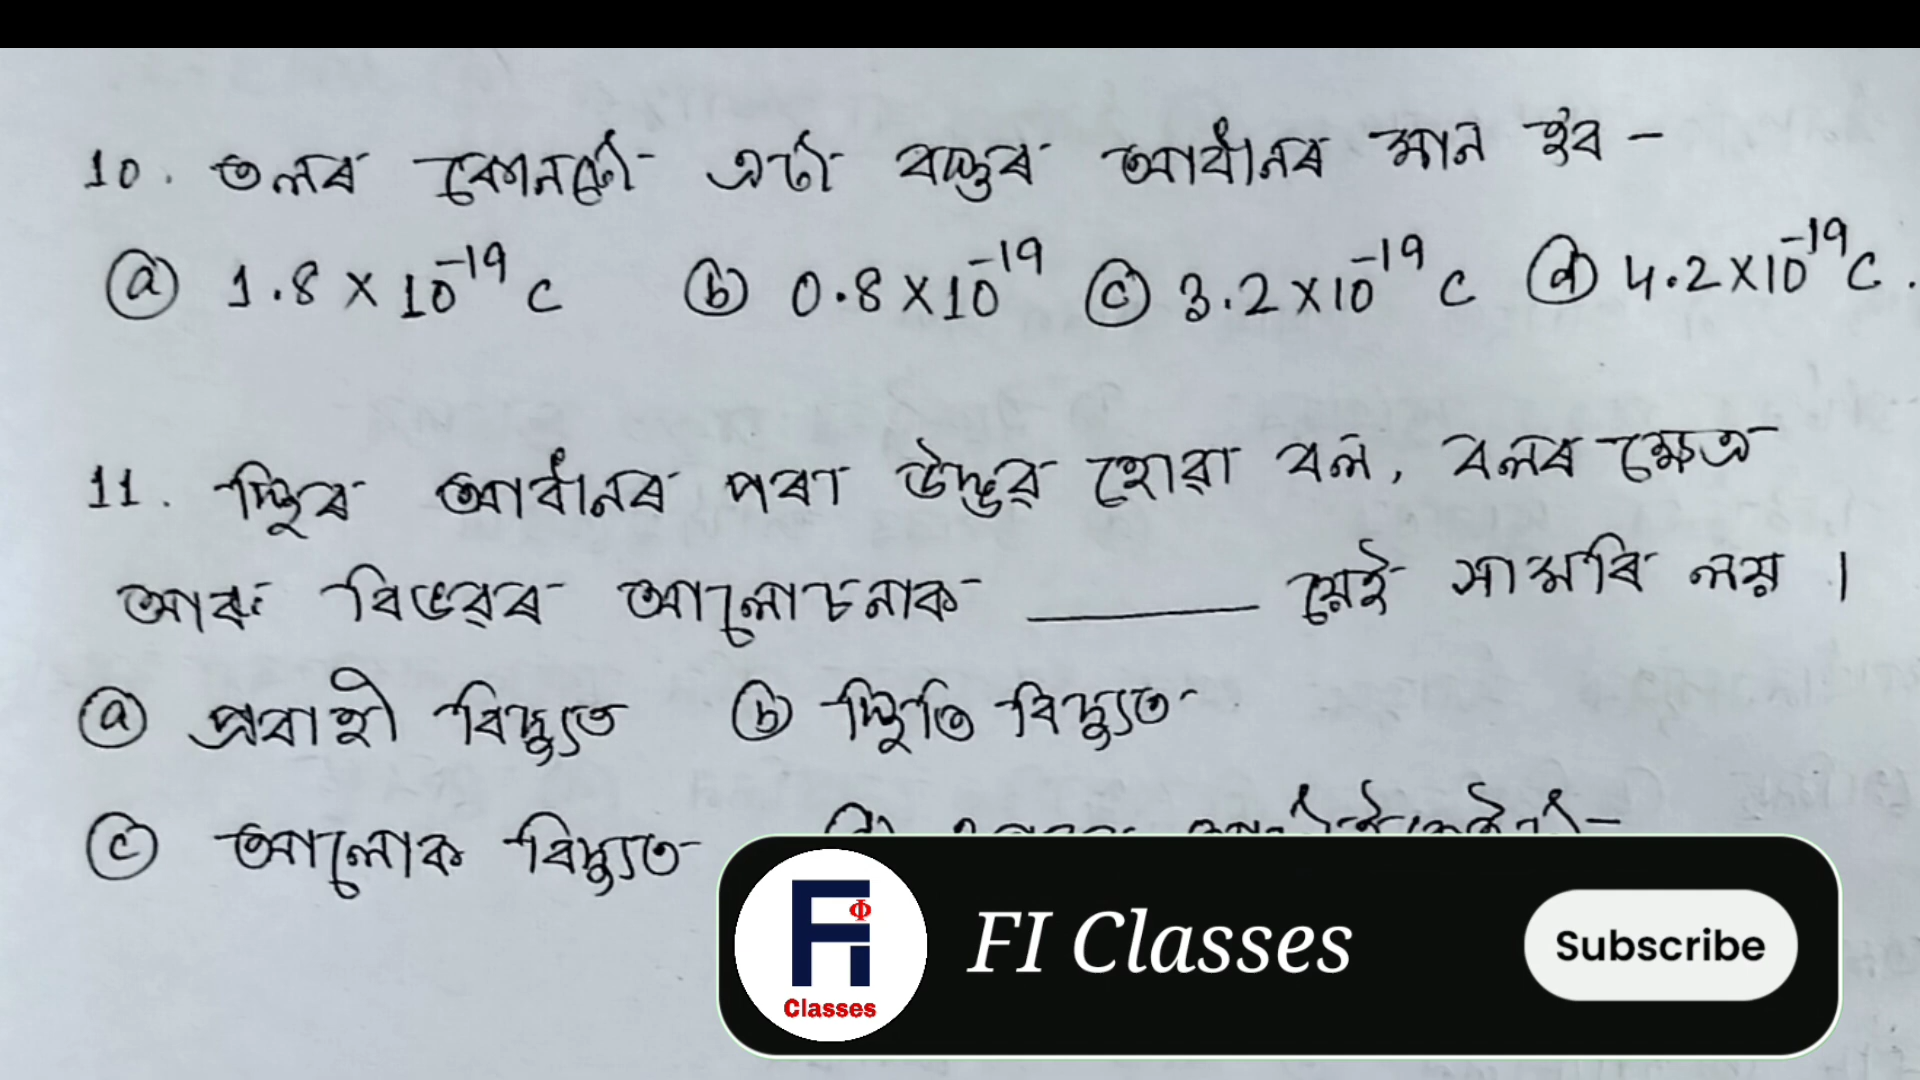 10. তলৰ কোনটো এটা বস্তুৰ আধানৰ মান হ'ব –
ⓐ 1.8 × 10⁻¹⁹ C ⓑ 0.8 × 10⁻¹⁹ ⓒ 3.2 × 10⁻¹⁹ C ⓓ 4.2 × 10⁻¹⁹ C.
11. স্থিৰ আধানৰ পৰা উদ্ভৱ হোৱা বল, বলৰ ক্ষেত্ৰ
আৰু বিভৱৰ আলোচনাক ______ য়েই সামৰি লয় ।
ⓐ প্ৰবাহী বিদ্যুত ⓑ স্থিতি বিদ্যুত
ⓒ আলোক বিদ্যুত
FI Classes
Φ
Classes
Subscribe